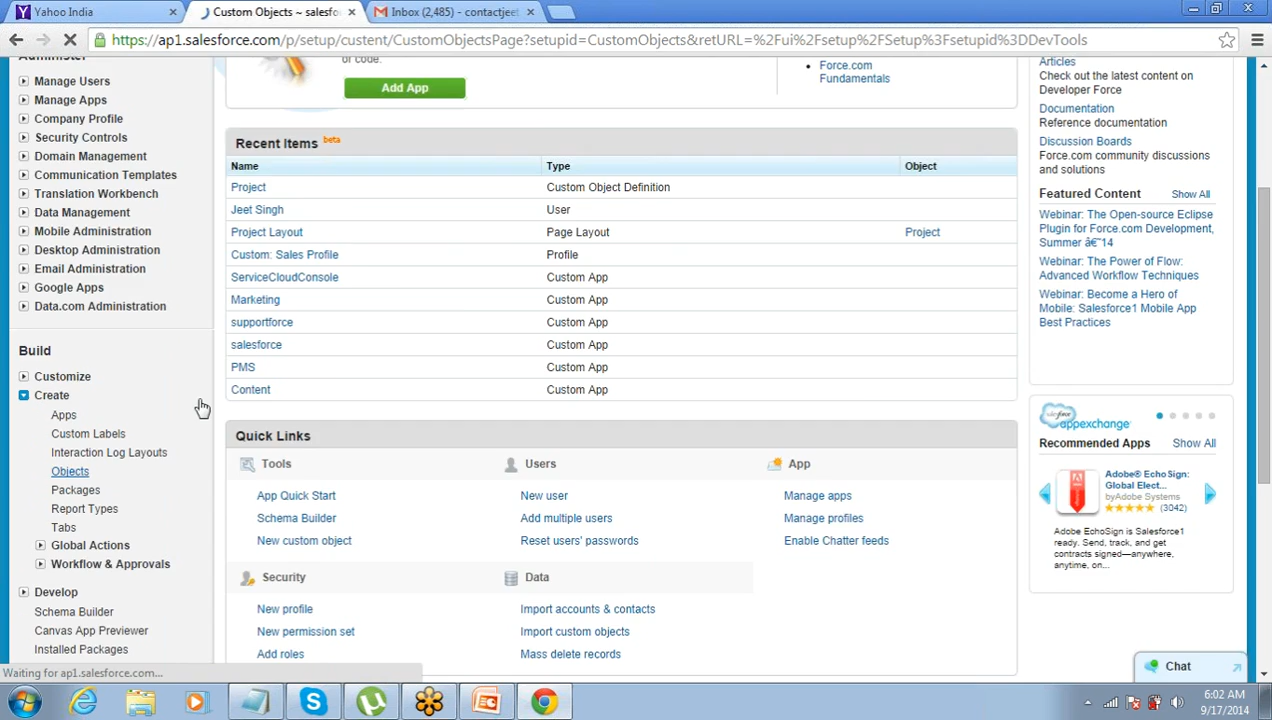 Yahoo India
Custom Objects ~ salesfo
Inbox (2,485) - contactjeet
https://ap1.salesforce.com/p/setup/custent/CustomObjectsPage?setupid=CustomObjects&retURL=%2Fui%2Fsetup%2FSetup%3Fsetupid%3DDevTools
Administer
Manage Users
Manage Apps
Company Profile
Security Controls
Domain Management
Communication Templates
Translation Workbench
Data Management
Mobile Administration
Desktop Administration
Email Administration
Google Apps
Data.com Administration
Build
Customize
Create
Apps
Custom Labels
Interaction Log Layouts
Objects
Packages
Report Types
Tabs
Global Actions
Workflow & Approvals
Develop
Schema Builder
Canvas App Previewer
Installed Packages
Waiting for ap1.salesforce.com...
or code.
Add App
Force.com
Fundamentals
Recent Items beta
Name Type Object
Project Custom Object Definition
Jeet Singh User
Project Layout Page Layout Project
Custom: Sales Profile Profile
ServiceCloudConsole Custom App
Marketing Custom App
supportforce Custom App
salesforce Custom App
PMS Custom App
Content Custom App
Quick Links
Tools
App Quick Start
Schema Builder
New custom object
Users
New user
Add multiple users
Reset users' passwords
App
Manage apps
Manage profiles
Enable Chatter feeds
Security
New profile
New permission set
Add roles
Data
Import accounts & contacts
Import custom objects
Mass delete records
Articles
Check out the latest content on
Developer Force
Documentation
Reference documentation
Discussion Boards
Force.com community discussions
and solutions
Featured Content Show All
Webinar: The Open-source Eclipse
Plugin for Force.com Development,
Summer â€˜14
Webinar: The Power of Flow:
Advanced Workflow Techniques
Webinar: Become a Hero of
Mobile: Salesforce1 Mobile App
Best Practices
salesforce
appexchange
Recommended Apps Show All
Adobe® EchoSign:
Global Elect...
byAdobe Systems
(3042)
Adobe EchoSign is Salesforce1
ready. Send, track, and get
contracts signed—anywhere,
anytime, on...
Chat
6:02 AM
9/17/2014